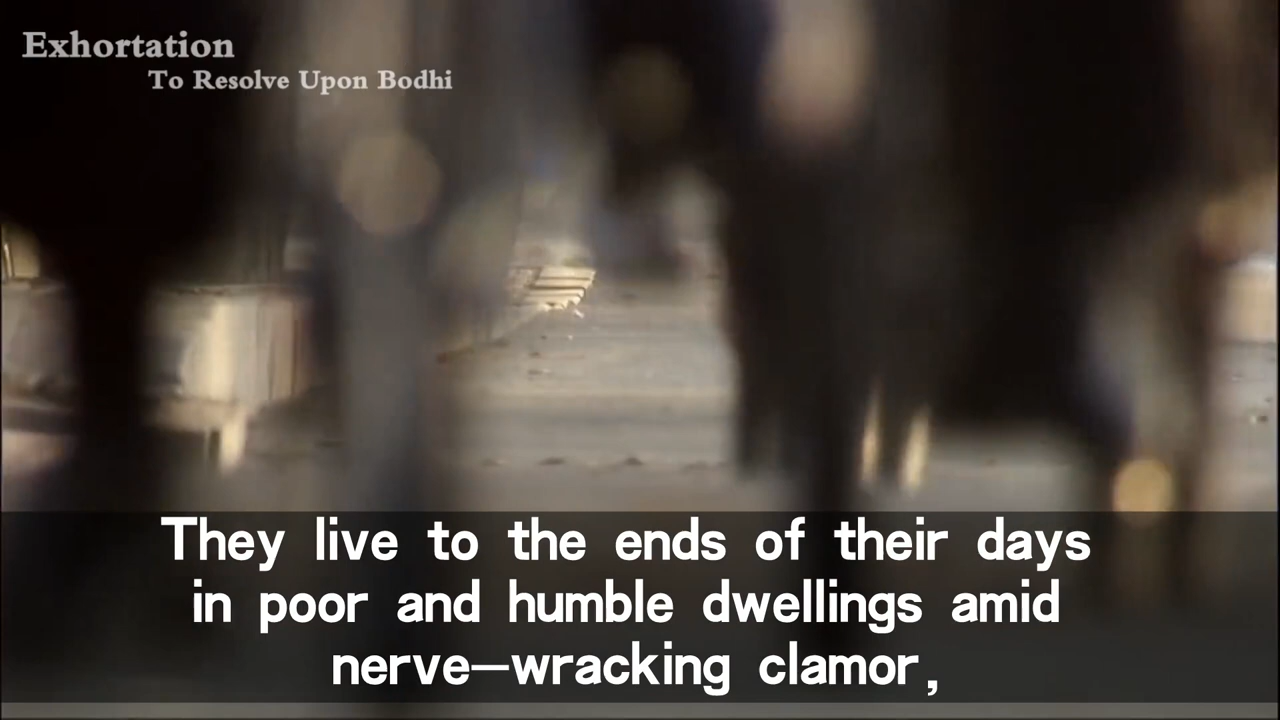 Exhortation
To Resolve Upon Bodhi
They live to the ends of their days
in poor and humble dwellings amid
nerve—wracking clamor,